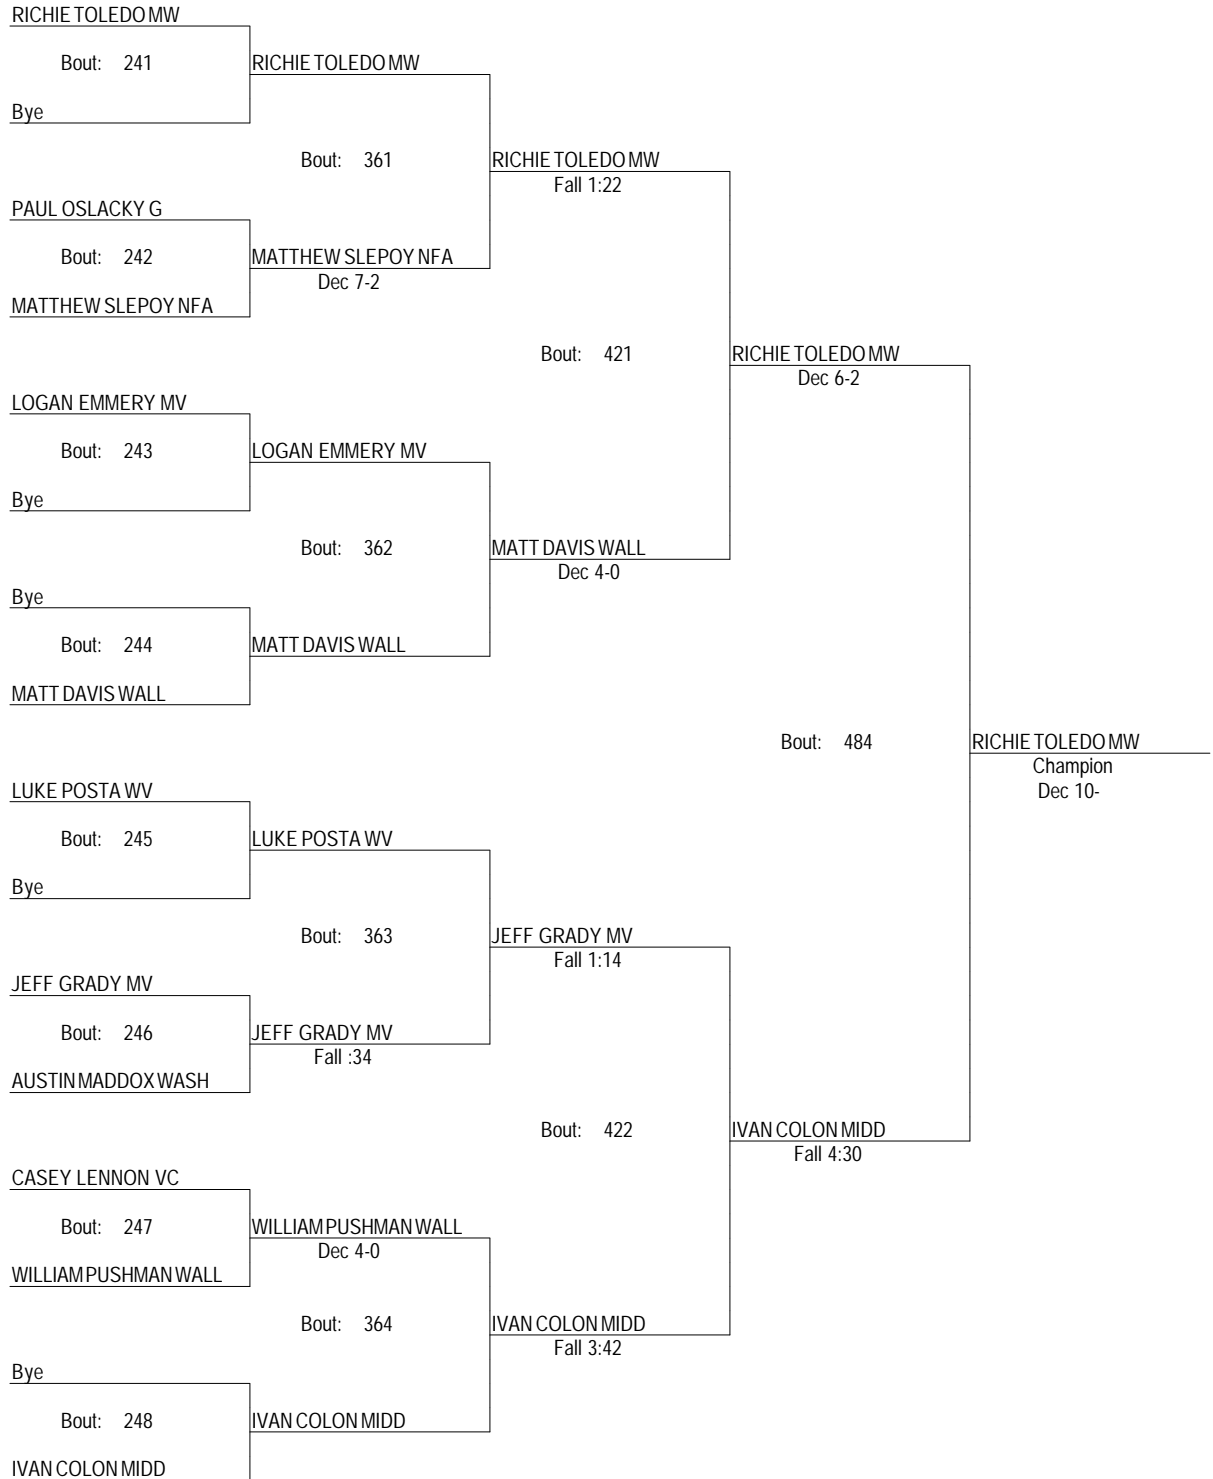 RICHIE TOLEDO MW
Bout: 241
RICHIE TOLEDO MW
Bye
Bout: 361
RICHIE TOLEDO MW
Fall 1:22
PAUL OSLACKY G
Bout: 242
MATTHEW SLEPOY NFA
Dec 7-2
MATTHEW SLEPOY NFA
Bout: 421
RICHIE TOLEDO MW
Dec 6-2
LOGAN EMMERY MV
Bout: 243
LOGAN EMMERY MV
Bye
Bout: 362
MATT DAVIS WALL
Dec 4-0
Bye
Bout: 244
MATT DAVIS WALL
MATT DAVIS WALL
Bout: 484
RICHIE TOLEDO MW
Champion
Dec 10-
LUKE POSTA WV
Bout: 245
LUKE POSTA WV
Bye
Bout: 363
JEFF GRADY MV
Fall 1:14
JEFF GRADY MV
Bout: 246
JEFF GRADY MV
Fall :34
AUSTIN MADDOX WASH
Bout: 422
IVAN COLON MIDD
Fall 4:30
CASEY LENNON VC
Bout: 247
WILLIAM PUSHMAN WALL
Dec 4-0
WILLIAM PUSHMAN WALL
Bout: 364
IVAN COLON MIDD
Fall 3:42
Bye
Bout: 248
IVAN COLON MIDD
IVAN COLON MIDD